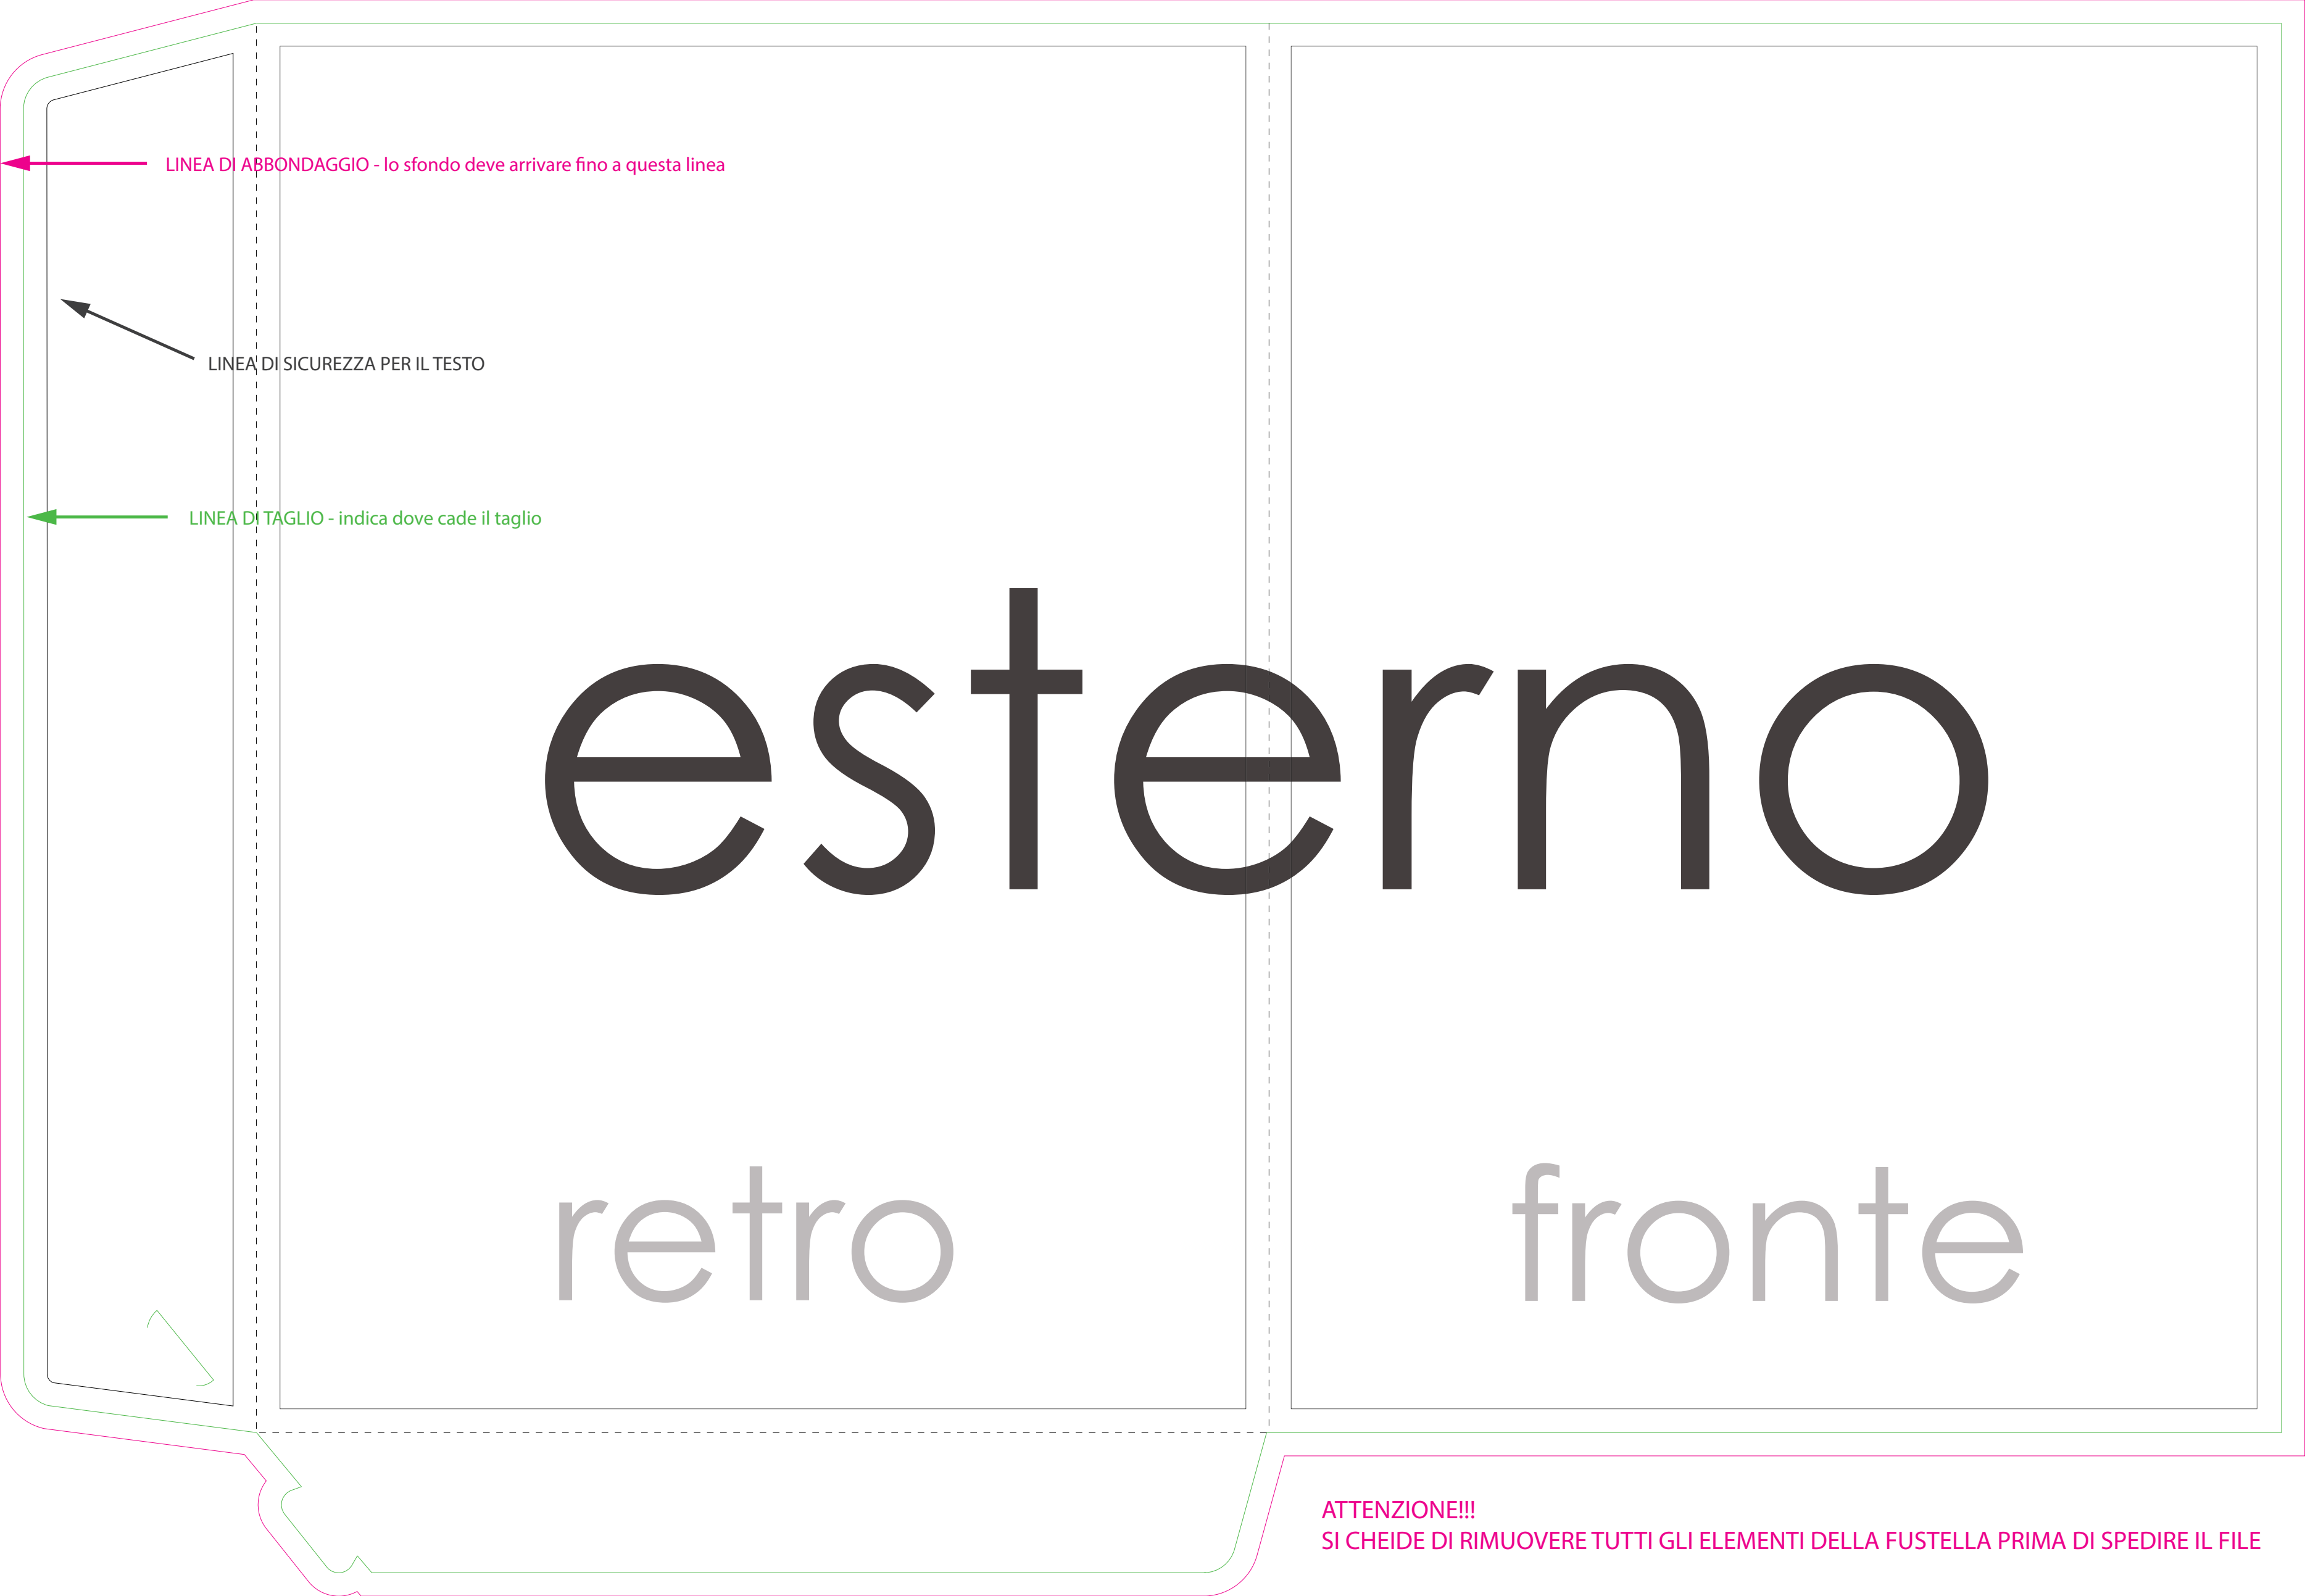 LINEA DI ABBONDAGGIO - lo sfondo deve arrivare fino a questa linea
LINEA DI SICUREZZA PER IL TESTO
LINEA DI TAGLIO - indica dove cade il taglio
esterno
retro
fronte
ATTENZIONE!!!
SI CHEIDE DI RIMUOVERE TUTTI GLI ELEMENTI DELLA FUSTELLA PRIMA DI SPEDIRE IL FILE